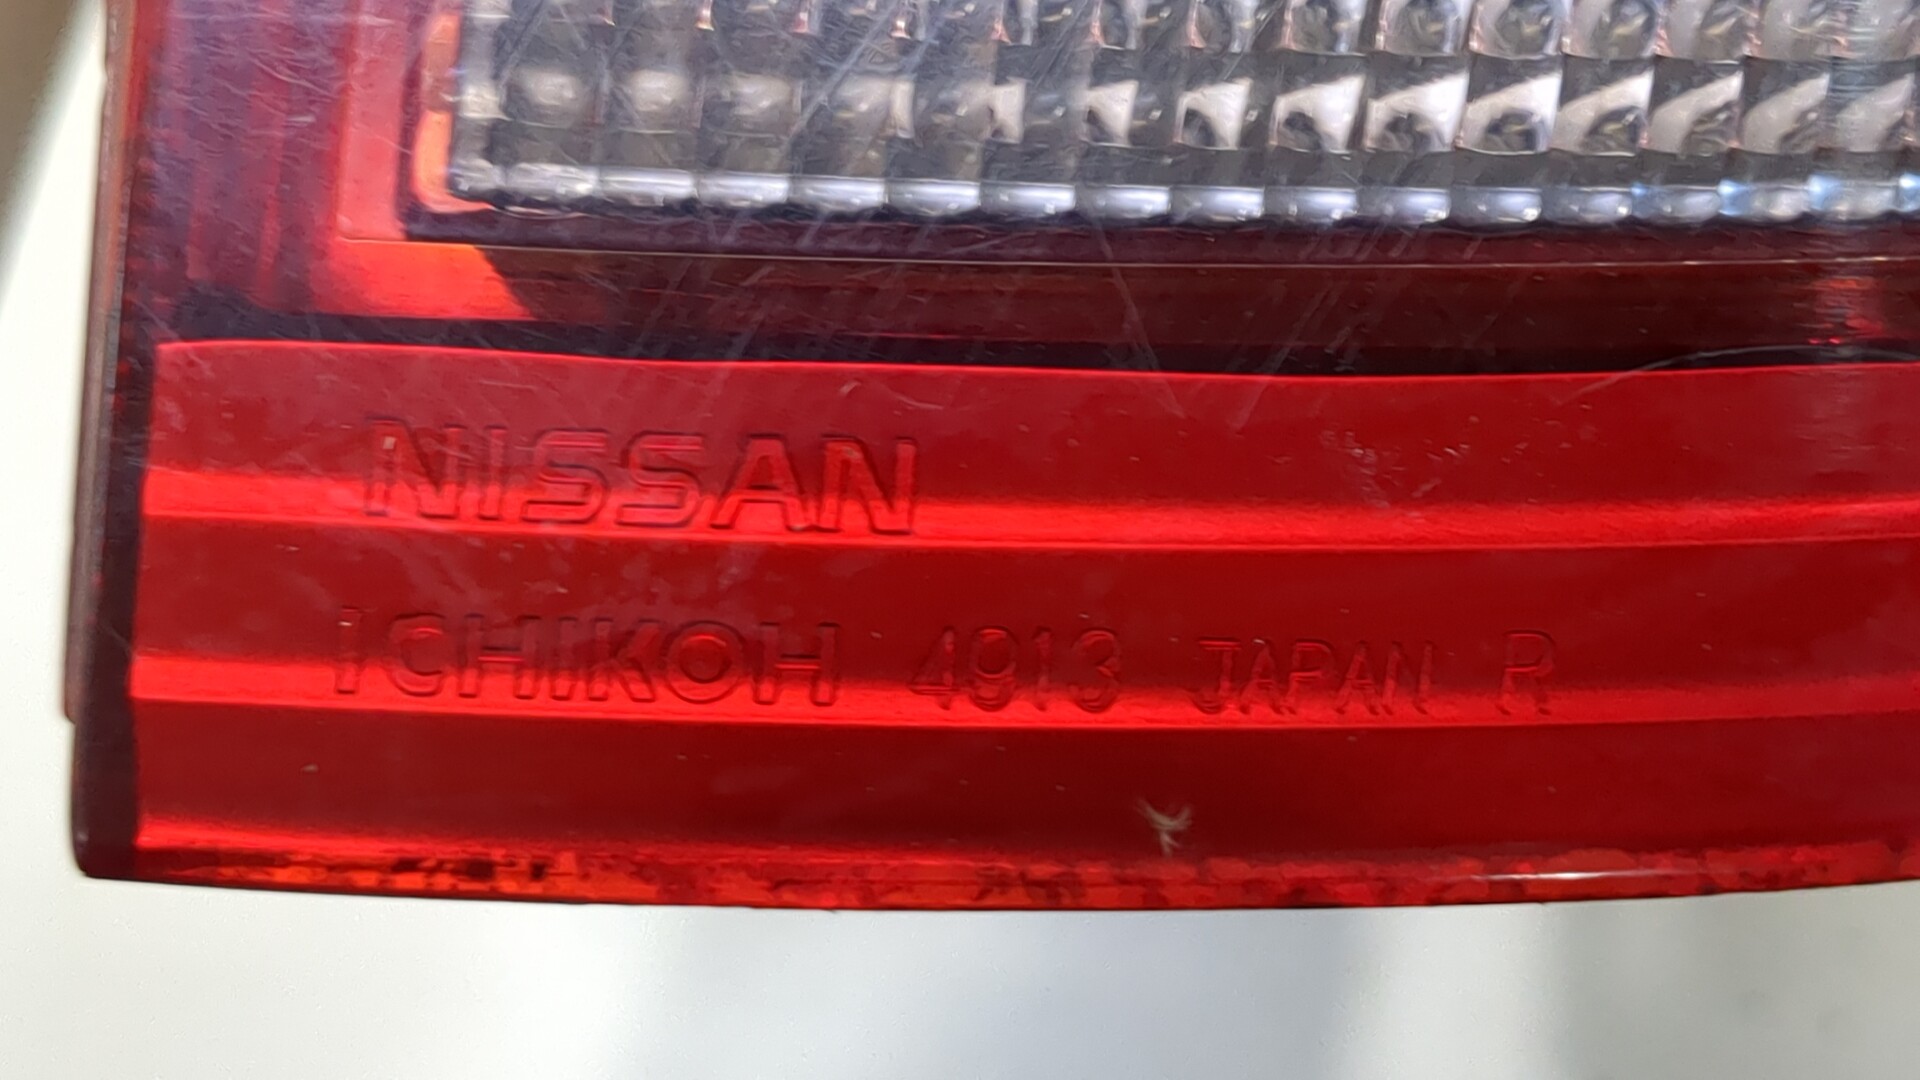 NISSAN
ICHIKOH 4913 JAPAN R